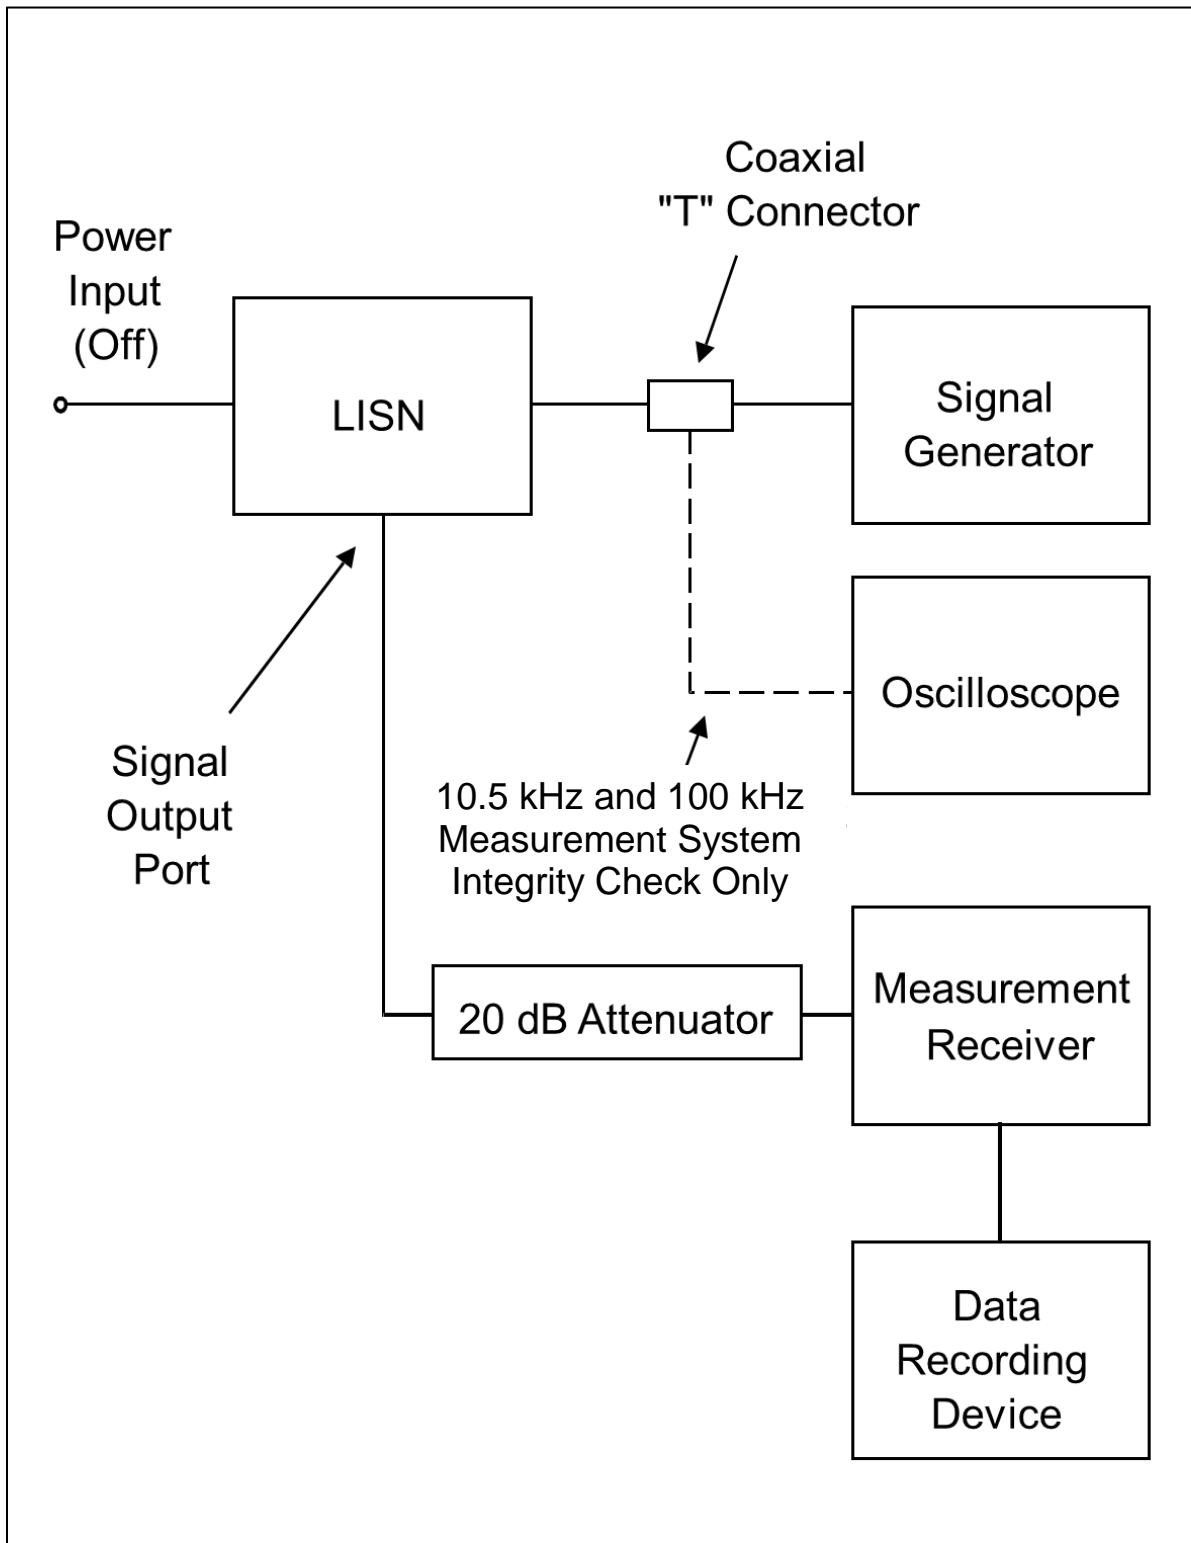 Coaxial
"T" Connector
Power
Input
(Off)
LISN
Signal
Generator
Signal
Output
Port
Oscilloscope
10.5 kHz and 100 kHz
Measurement System
Integrity Check Only
20 dB Attenuator
Measurement
Receiver
Data
Recording
Device